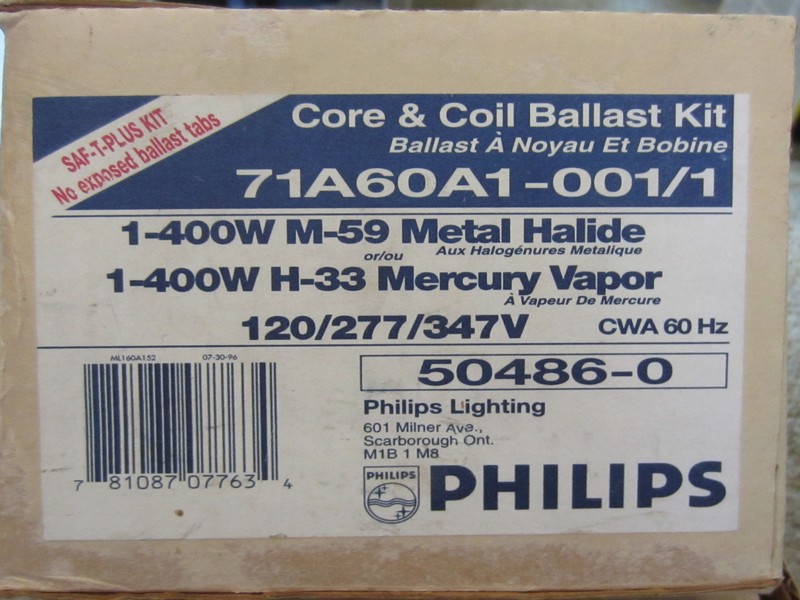 SAF-T-PLUS KIT
No exposed ballast tabs
Core & Coil Ballast Kit
Ballast À Noyau Et Bobine
71A60A1-001/1
1-400W M-59 Metal Halide
or/ou Aux Halogénures Metalique
1-400W H-33 Mercury Vapor
À Vapeur De Mercure
120/277/347V CWA 60 Hz
ML160A152 07-30-96
7 81087 07763 4
50486-0
Philips Lighting
601 Milner Ave.,
Scarborough Ont.
M1B 1 M8
PHILIPS
PHILIPS